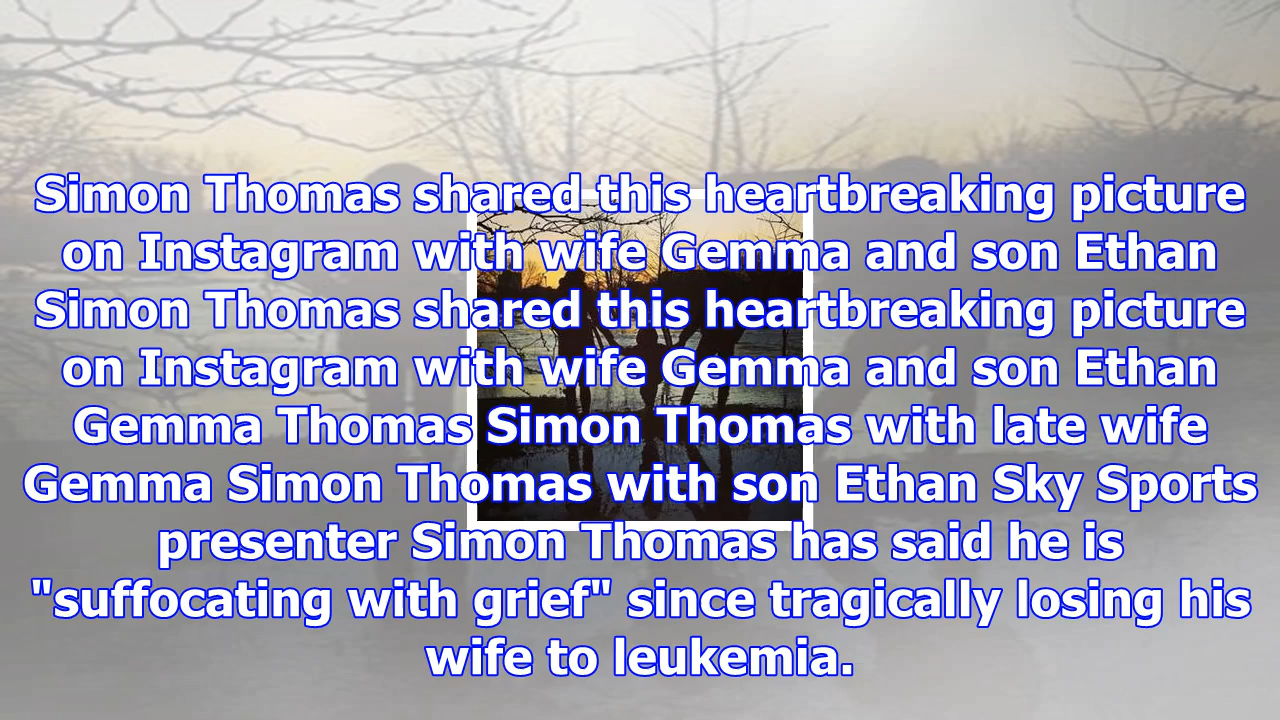 Simon Thomas shared this heartbreaking picture
on Instagram with wife Gemma and son Ethan
Simon Thomas shared this heartbreaking picture
on Instagram with wife Gemma and son Ethan
Gemma Thomas Simon Thomas with late wife
Gemma Simon Thomas with son Ethan Sky Sports
presenter Simon Thomas has said he is
"suffocating with grief" since tragically losing his
wife to leukemia.